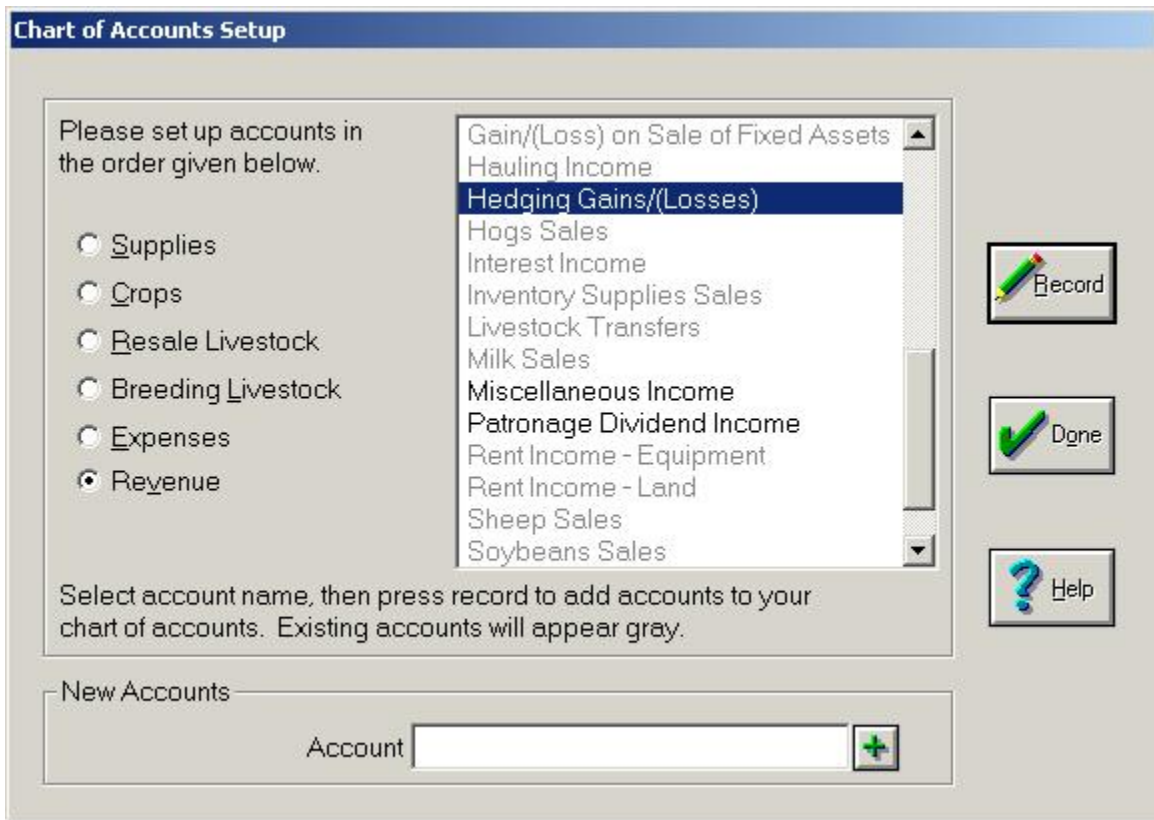 Chart of Accounts Setup
Please set up accounts in
the order given below.
Supplies
Crops
Resale Livestock
Breeding Livestock
Expenses
Revenue
Gain/(Loss) on Sale of Fixed Assets
Hauling Income
Hedging Gains/(Losses)
Hogs Sales
Interest Income
Inventory Supplies Sales
Livestock Transfers
Milk Sales
Miscellaneous Income
Patronage Dividend Income
Rent Income - Equipment
Rent Income - Land
Sheep Sales
Soybeans Sales
Select account name, then press record to add accounts to your
chart of accounts. Existing accounts will appear gray.
Record
Done
Help
New Accounts
Account